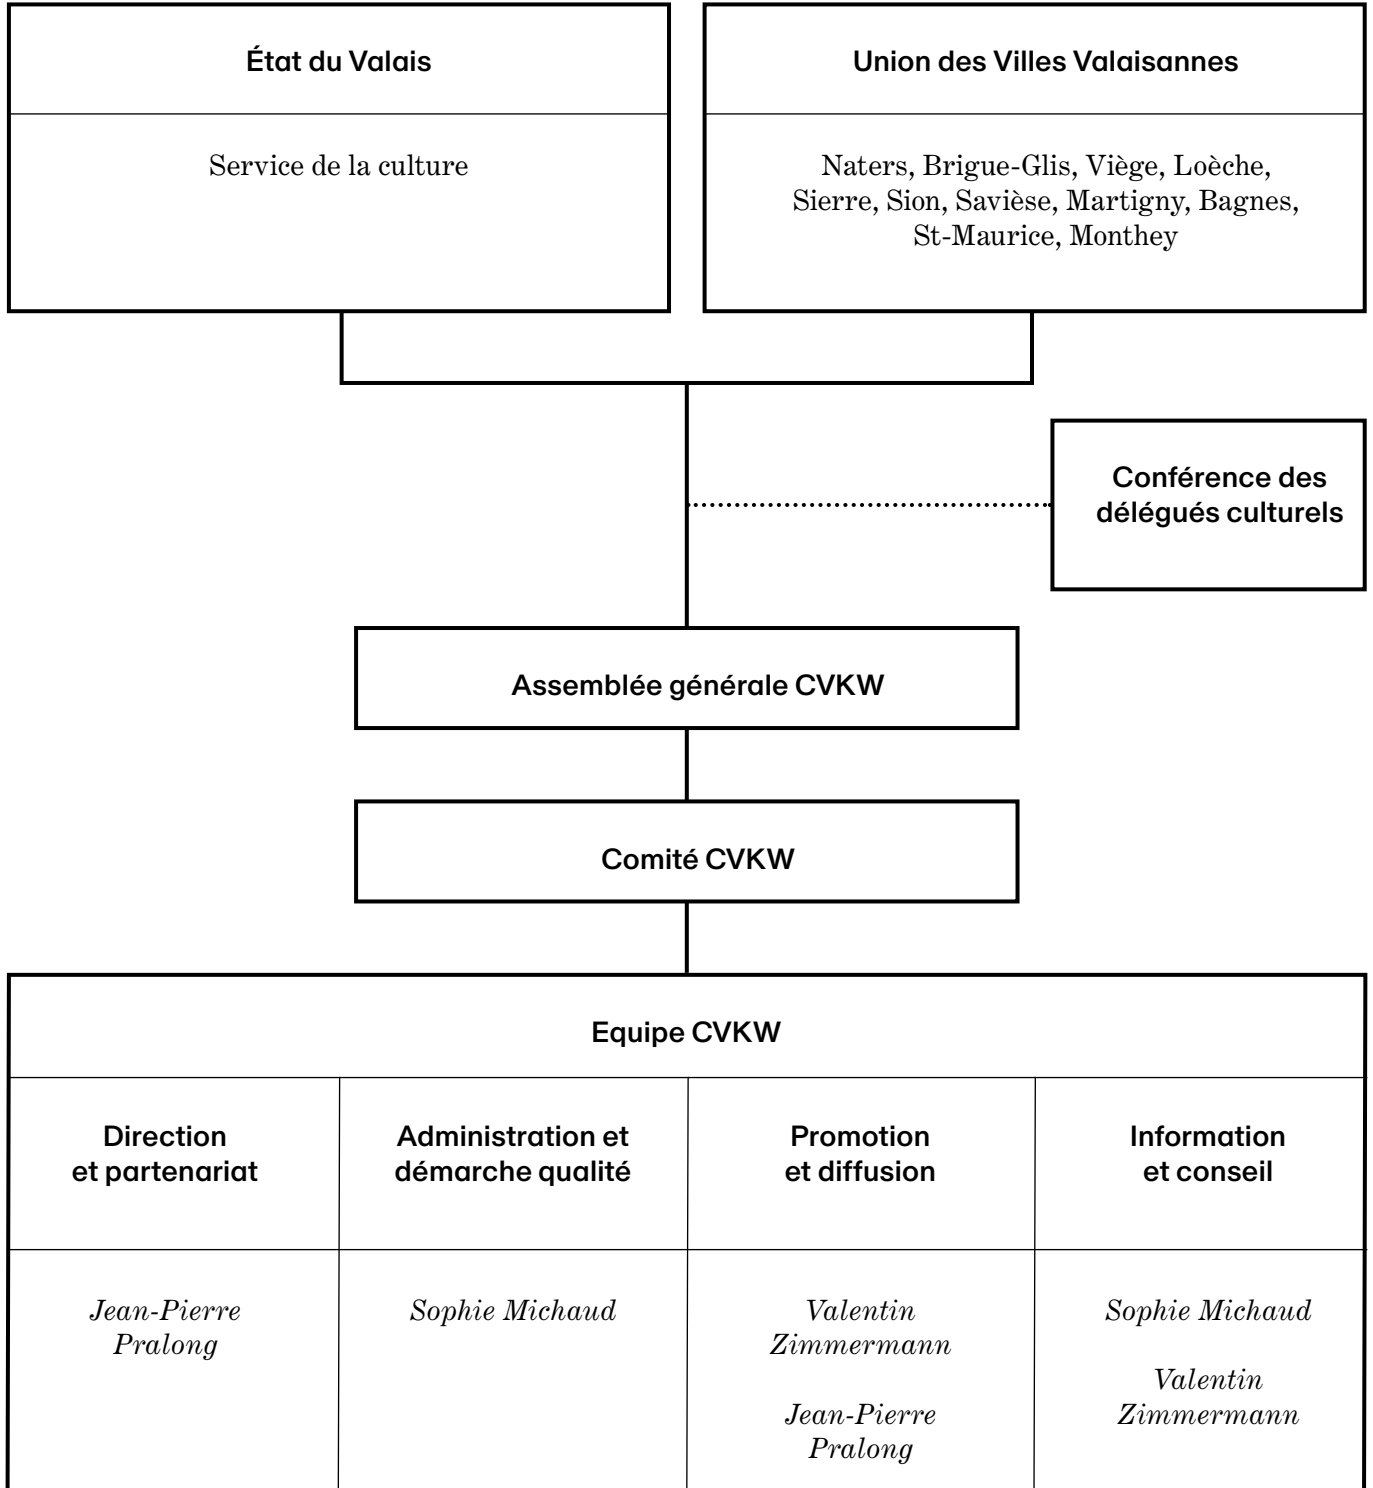 État du Valais
Service de la culture
Union des Villes Valaisannes
Naters, Brigue-Glis, Viège, Loèche,
Sierre, Sion, Savièse, Martigny, Bagnes,
St-Maurice, Monthey
Conférence des
délégués culturels
Assemblée générale CVKW
Comité CVKW
Equipe CVKW
Direction
et partenariat
Administration et
démarche qualité
Promotion
et diffusion
Information
et conseil
Jean-Pierre
Pralong
Sophie Michaud
Valentin
Zimmermann
Jean-Pierre
Pralong
Sophie Michaud
Valentin
Zimmermann